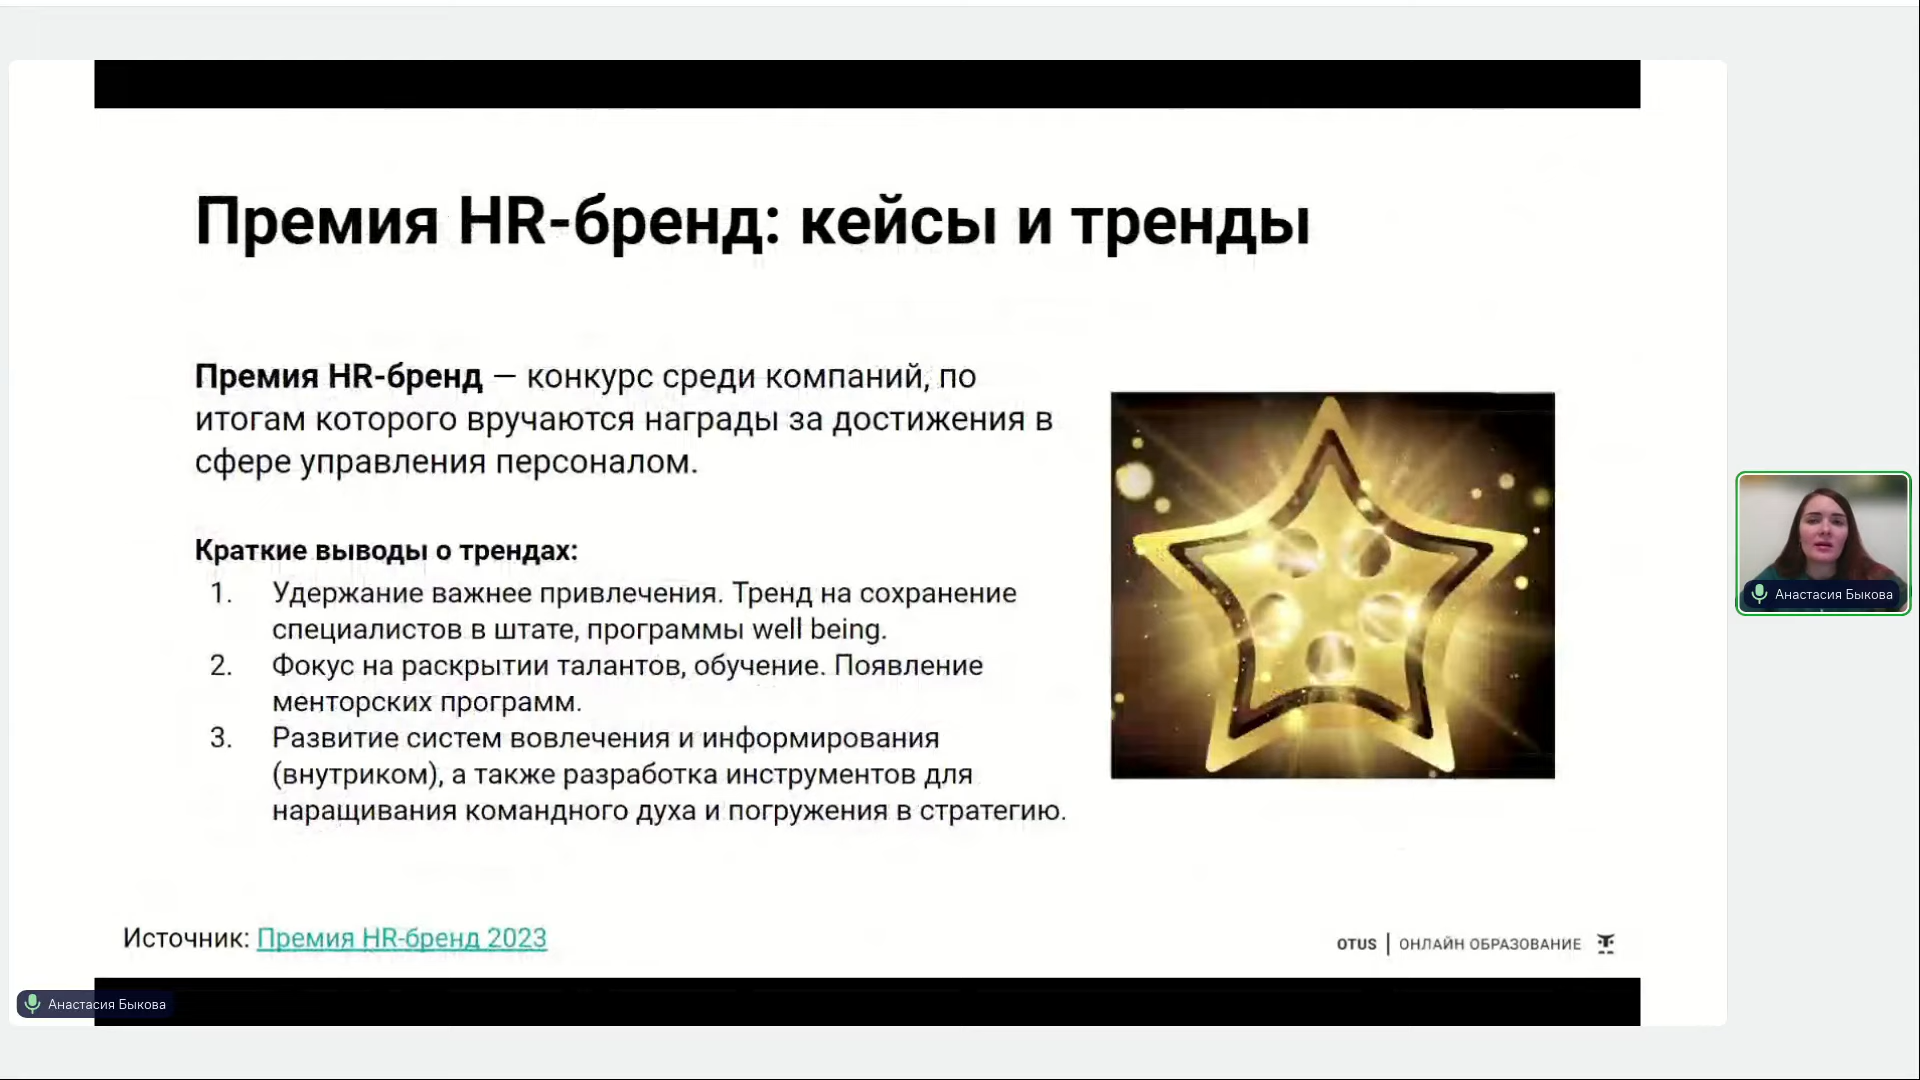 Премия HR-бренд: кейсы и тренды
Премия HR-бренд — конкурс среди компаний, по
итогам которого вручаются награды за достижения в
сфере управления персоналом.
Краткие выводы о трендах:
1. Удержание важнее привлечения. Тренд на сохранение
специалистов в штате, программы well being.
2. Фокус на раскрытии талантов, обучение. Появление
менторских программ.
3. Развитие систем вовлечения и информирования
(внутриком), а также разработка инструментов для
наращивания командного духа и погружения в стратегию.
Источник: Премия HR-бренд 2023
OTUS | ОНЛАЙН ОБРАЗОВАНИЕ
Анастасия Быкова
Анастасия Быкова